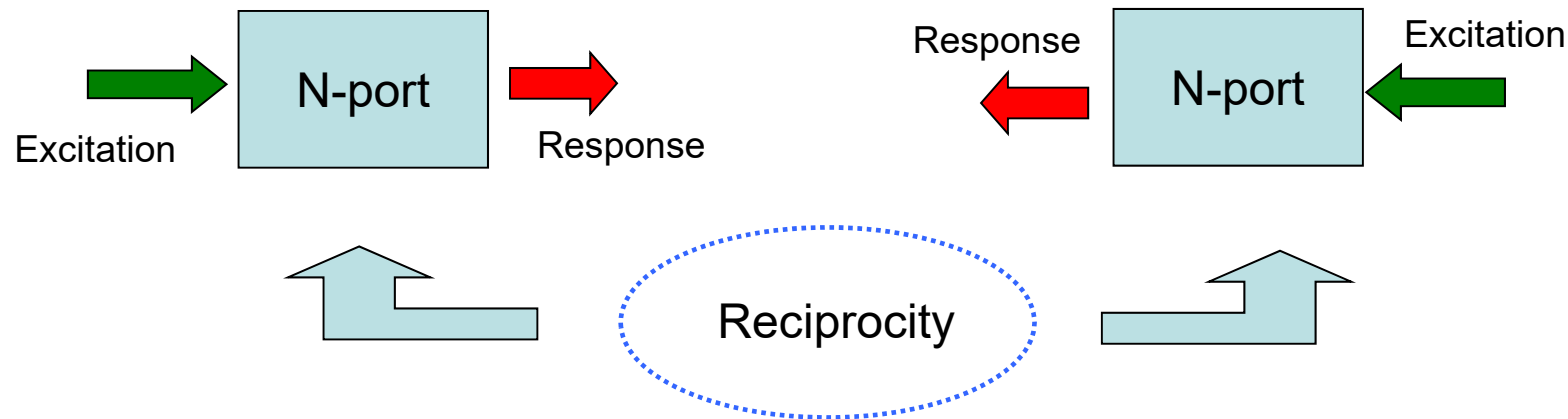 N-port
Excitation
Response
Response
N-port
Excitation
Reciprocity